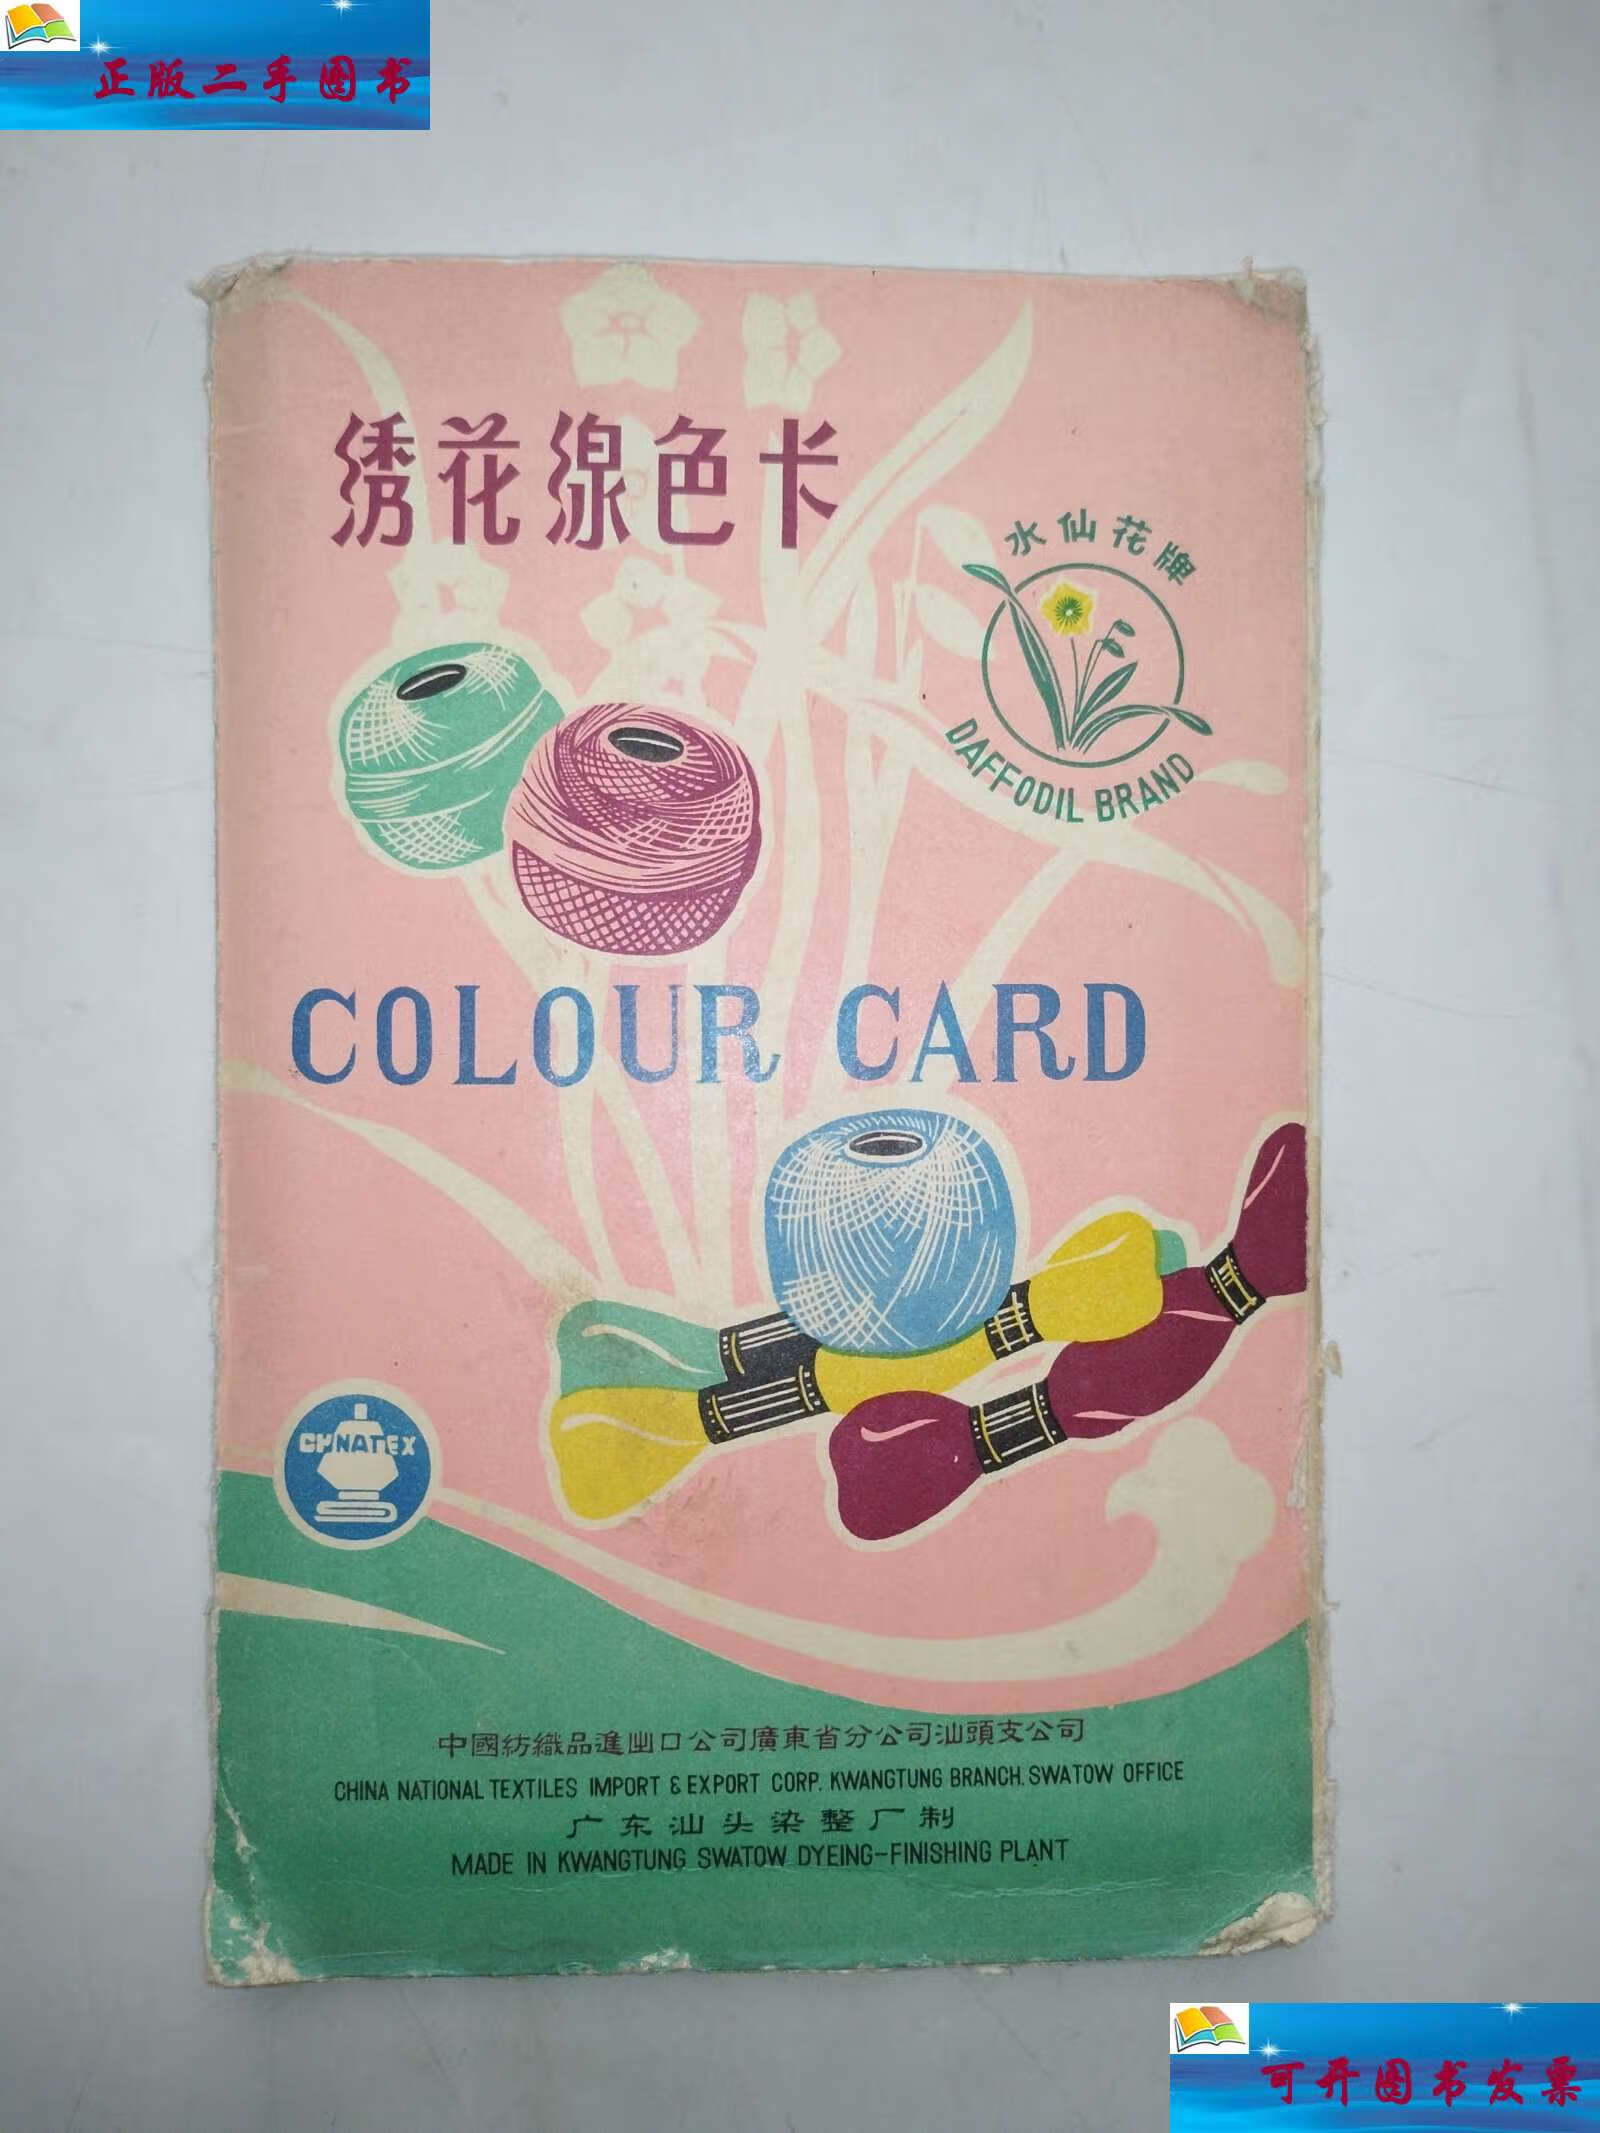 正版二手图书
绣花線色卡
水仙花牌
DAFFODIL BRAND
COLOUR CARD
CHINATEX
中國紡織品進出口公司廣東省分公司汕頭支公司
CHINA NATIONAL TEXTILES IMPORT & EXPORT CORP. KWANGTUNG BRANCH. SWATOW OFFICE
广东汕头染整厂制
MADE IN KWANGTUNG SWATOW DYEING-FINISHING PLANT
可开图书发票